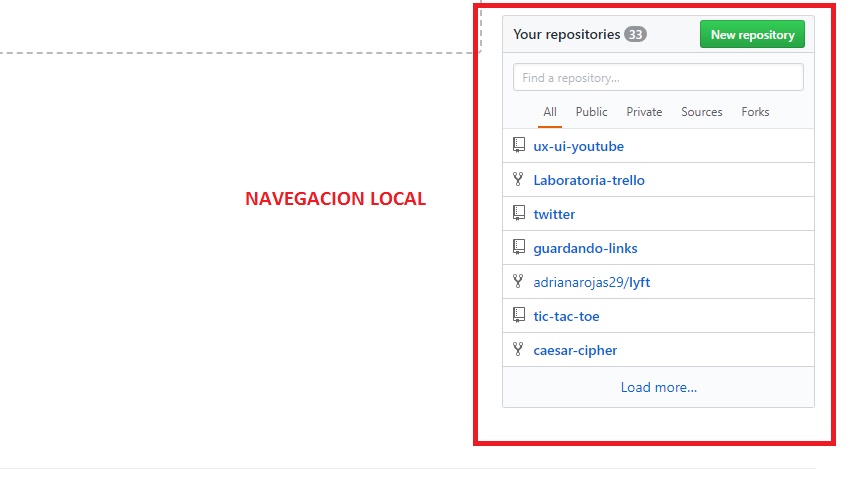 Your repositories 33 New repository
Find a repository...
All Public Private Sources Forks
ux-ui-youtube
Laboratoria-trello
NAVEGACION LOCAL
twitter
guardando-links
adrianarojas29/lyft
tic-tac-toe
caesar-cipher
Load more...